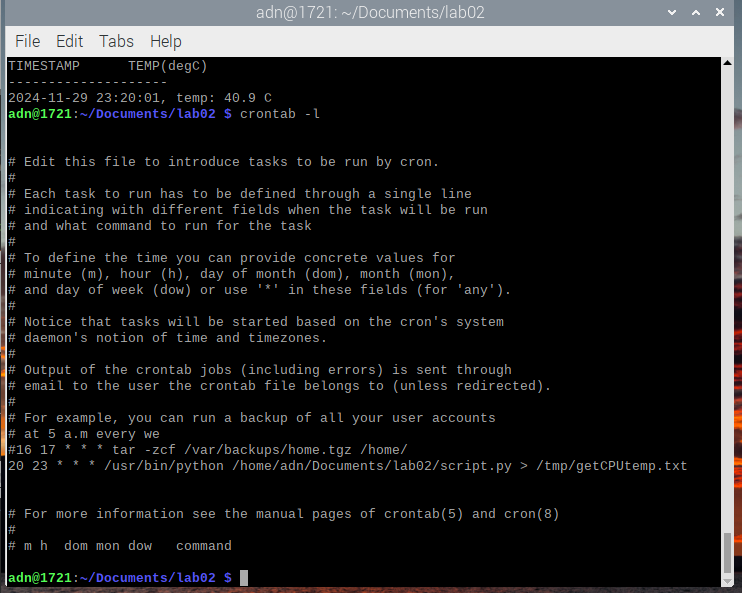 adn@1721: ~/Documents/lab02
File Edit Tabs Help
TIMESTAMP      TEMP(degC)
--------------------
2024-11-29 23:20:01, temp: 40.9 C
adn@1721:~/Documents/lab02 $ crontab -l
# Edit this file to introduce tasks to be run by cron.
#
# Each task to run has to be defined through a single line
# indicating with different fields when the task will be run
# and what command to run for the task
#
# To define the time you can provide concrete values for
# minute (m), hour (h), day of month (dom), month (mon),
# and day of week (dow) or use '*' in these fields (for 'any').
#
# Notice that tasks will be started based on the cron's system
# daemon's notion of time and timezones.
#
# Output of the crontab jobs (including errors) is sent through
# email to the user the crontab file belongs to (unless redirected).
#
# For example, you can run a backup of all your user accounts
# at 5 a.m every we
#16 17 * * * tar -zcf /var/backups/home.tgz /home/
20 23 * * * /usr/bin/python /home/adn/Documents/lab02/script.py > /tmp/getCPUtemp.txt
# For more information see the manual pages of crontab(5) and cron(8)
#
# m h  dom mon dow   command
adn@1721:~/Documents/lab02 $